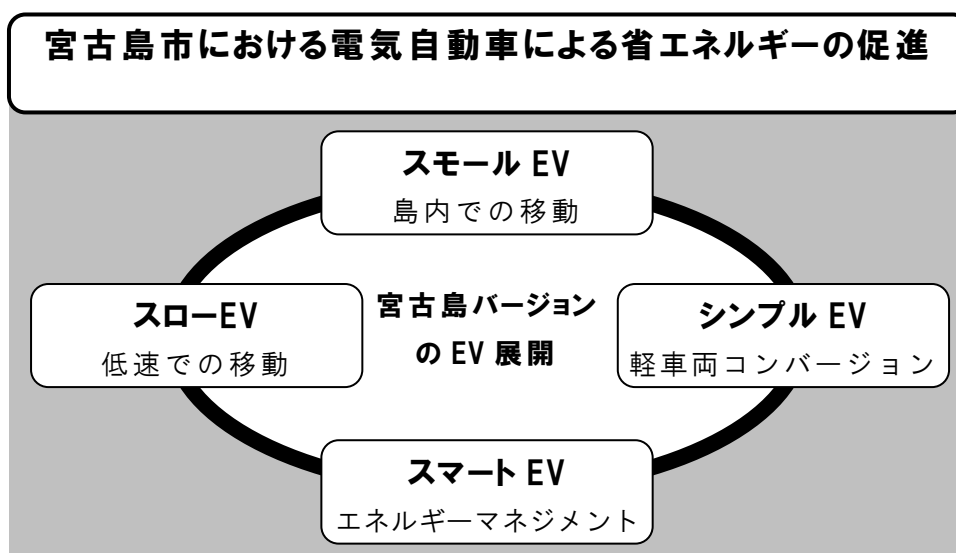 宮古島市における電気自動車による省エネルギーの促進
スモール EV
島内での移動
スローEV
低速での移動
宮古島バージョン
の EV 展開
シンプル EV
軽車両コンバージョン
スマート EV
エネルギーマネジメント